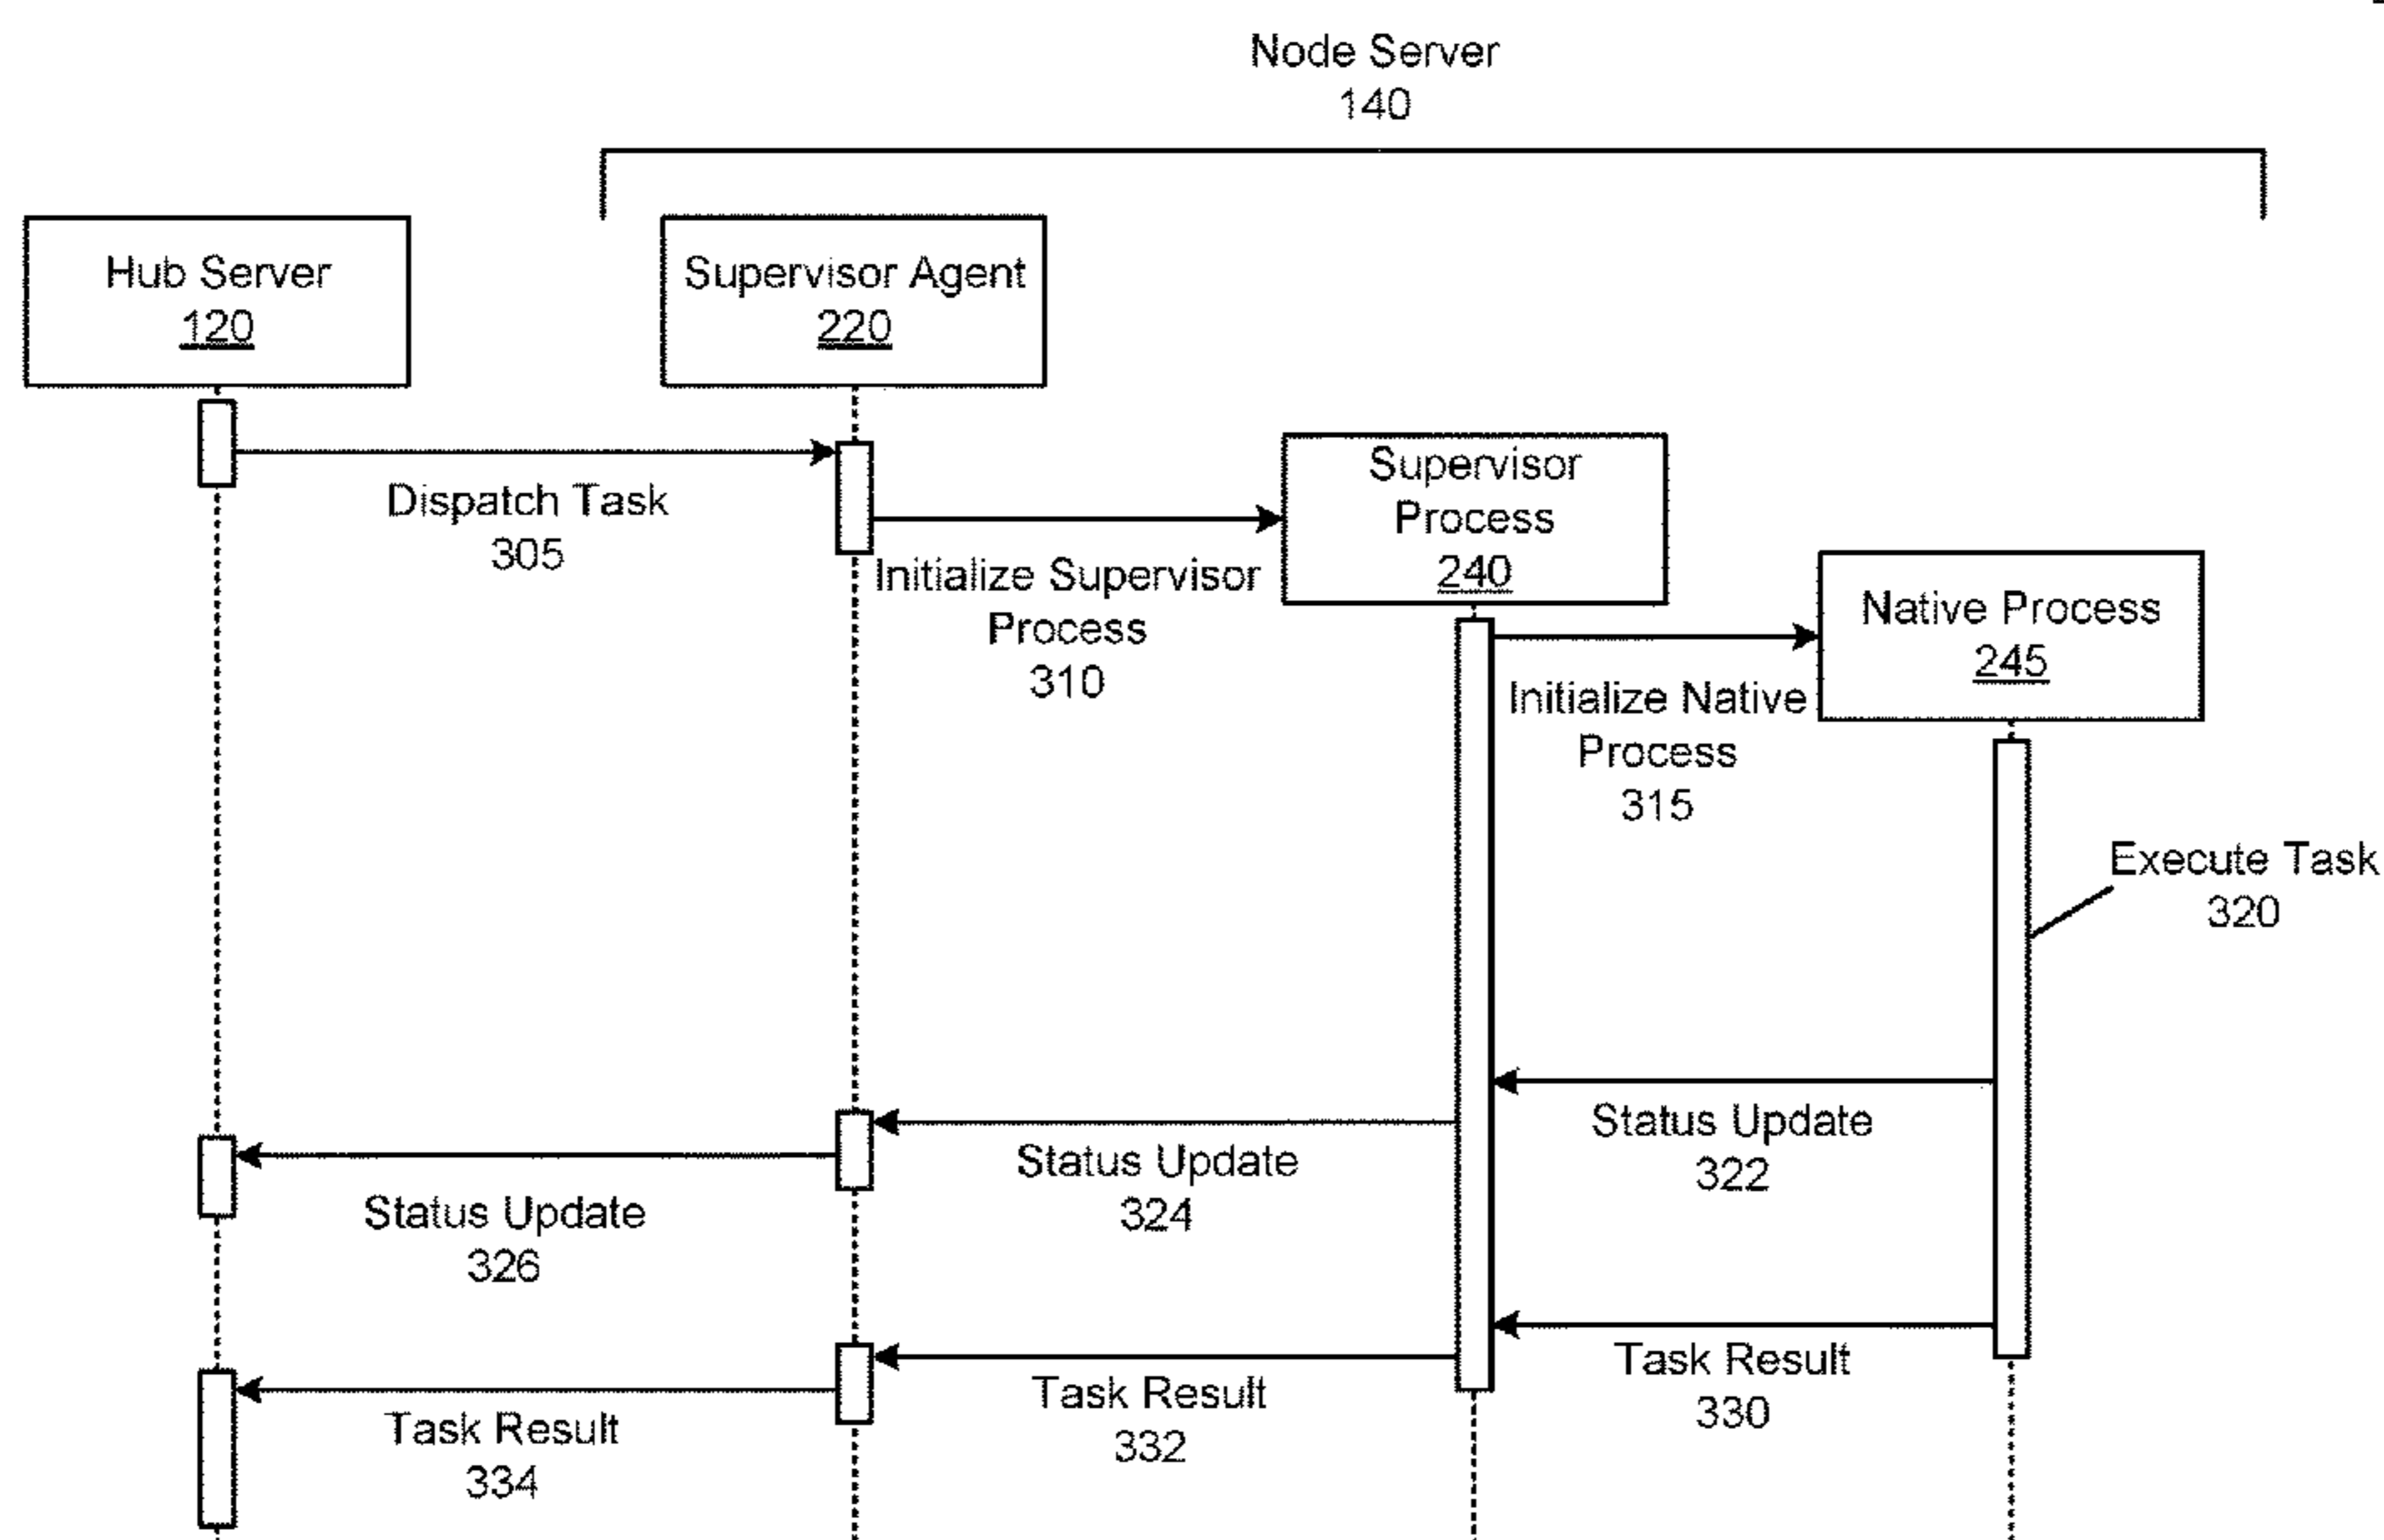 Node Server
140
Hub Server
120
Supervisor Agent
220
Dispatch Task
305
Supervisor
Process
240
Initialize Supervisor
Process
310
Native Process
245
Initialize Native
Process
315
Execute Task
320
Status Update
322
Status Update
324
Status Update
326
Task Result
330
Task Result
332
Task Result
334